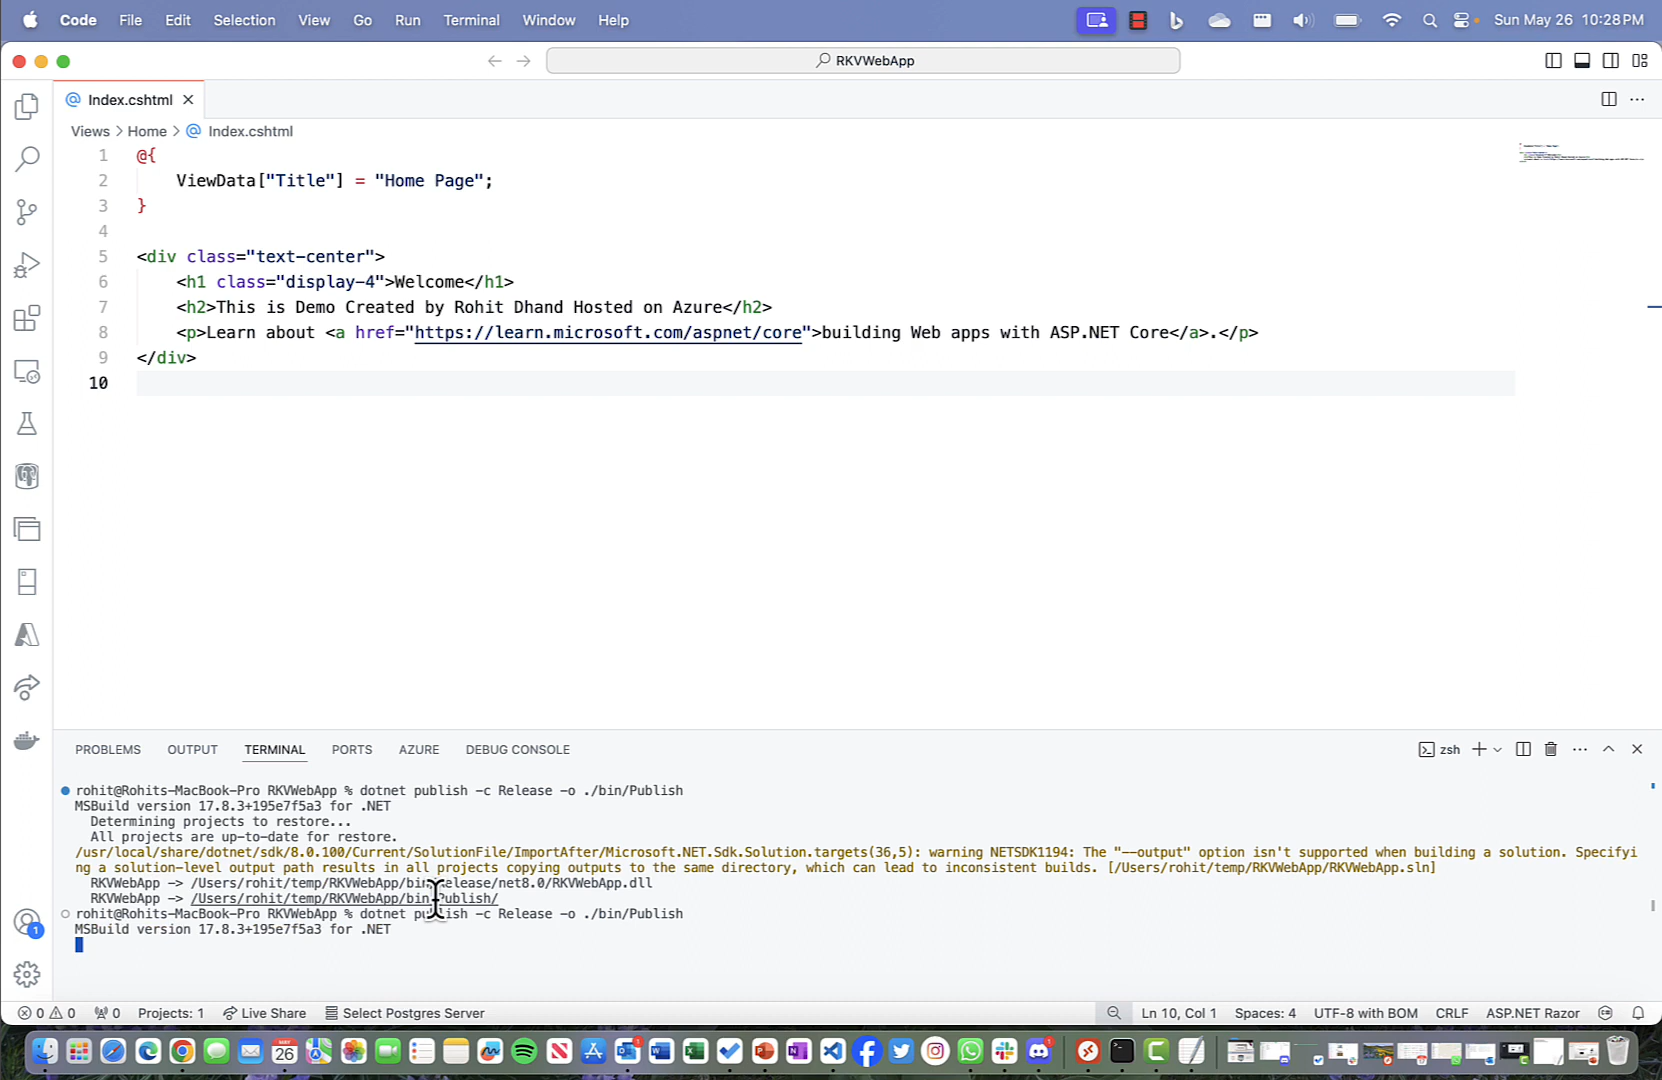 Code File Edit Selection View Go Run Terminal Window Help Sun May 26 10:28 PM
RKVWebApp
Index.cshtml
Views > Home > Index.cshtml
1 @{
2 ViewData["Title"] = "Home Page";
3 }
4
5 <div class="text-center">
6 <h1 class="display-4">Welcome</h1>
7 <h2>This is Demo Created by Rohit Dhand Hosted on Azure</h2>
8 <p>Learn about <a href="https://learn.microsoft.com/aspnet/core">building Web apps with ASP.NET Core</a>.</p>
9 </div>
10
PROBLEMS OUTPUT TERMINAL PORTS AZURE DEBUG CONSOLE zsh
rohit@Rohits-MacBook-Pro RKVWebApp % dotnet publish -c Release -o ./bin/Publish
MSBuild version 17.8.3+195e7f5a3 for .NET
Determining projects to restore...
All projects are up-to-date for restore.
/usr/local/share/dotnet/sdk/8.0.100/Current/SolutionFile/ImportAfter/Microsoft.NET.Sdk.Solution.targets(36,5): warning NETSDK1194: The "--output" option isn't supported when building a solution. Specifyi
ng a solution-level output path results in all projects copying outputs to the same directory, which can lead to inconsistent builds. [/Users/rohit/temp/RKVWebApp/RKVWebApp.sln]
RKVWebApp -> /Users/rohit/temp/RKVWebApp/bin/Release/net8.0/RKVWebApp.dll
RKVWebApp -> /Users/rohit/temp/RKVWebApp/bin/Publish/
rohit@Rohits-MacBook-Pro RKVWebApp % dotnet publish -c Release -o ./bin/Publish
MSBuild version 17.8.3+195e7f5a3 for .NET
1
0 0 0 Projects: 1 Live Share Select Postgres Server Ln 10, Col 1 Spaces: 4 UTF-8 with BOM CRLF ASP.NET Razor
MAY
26